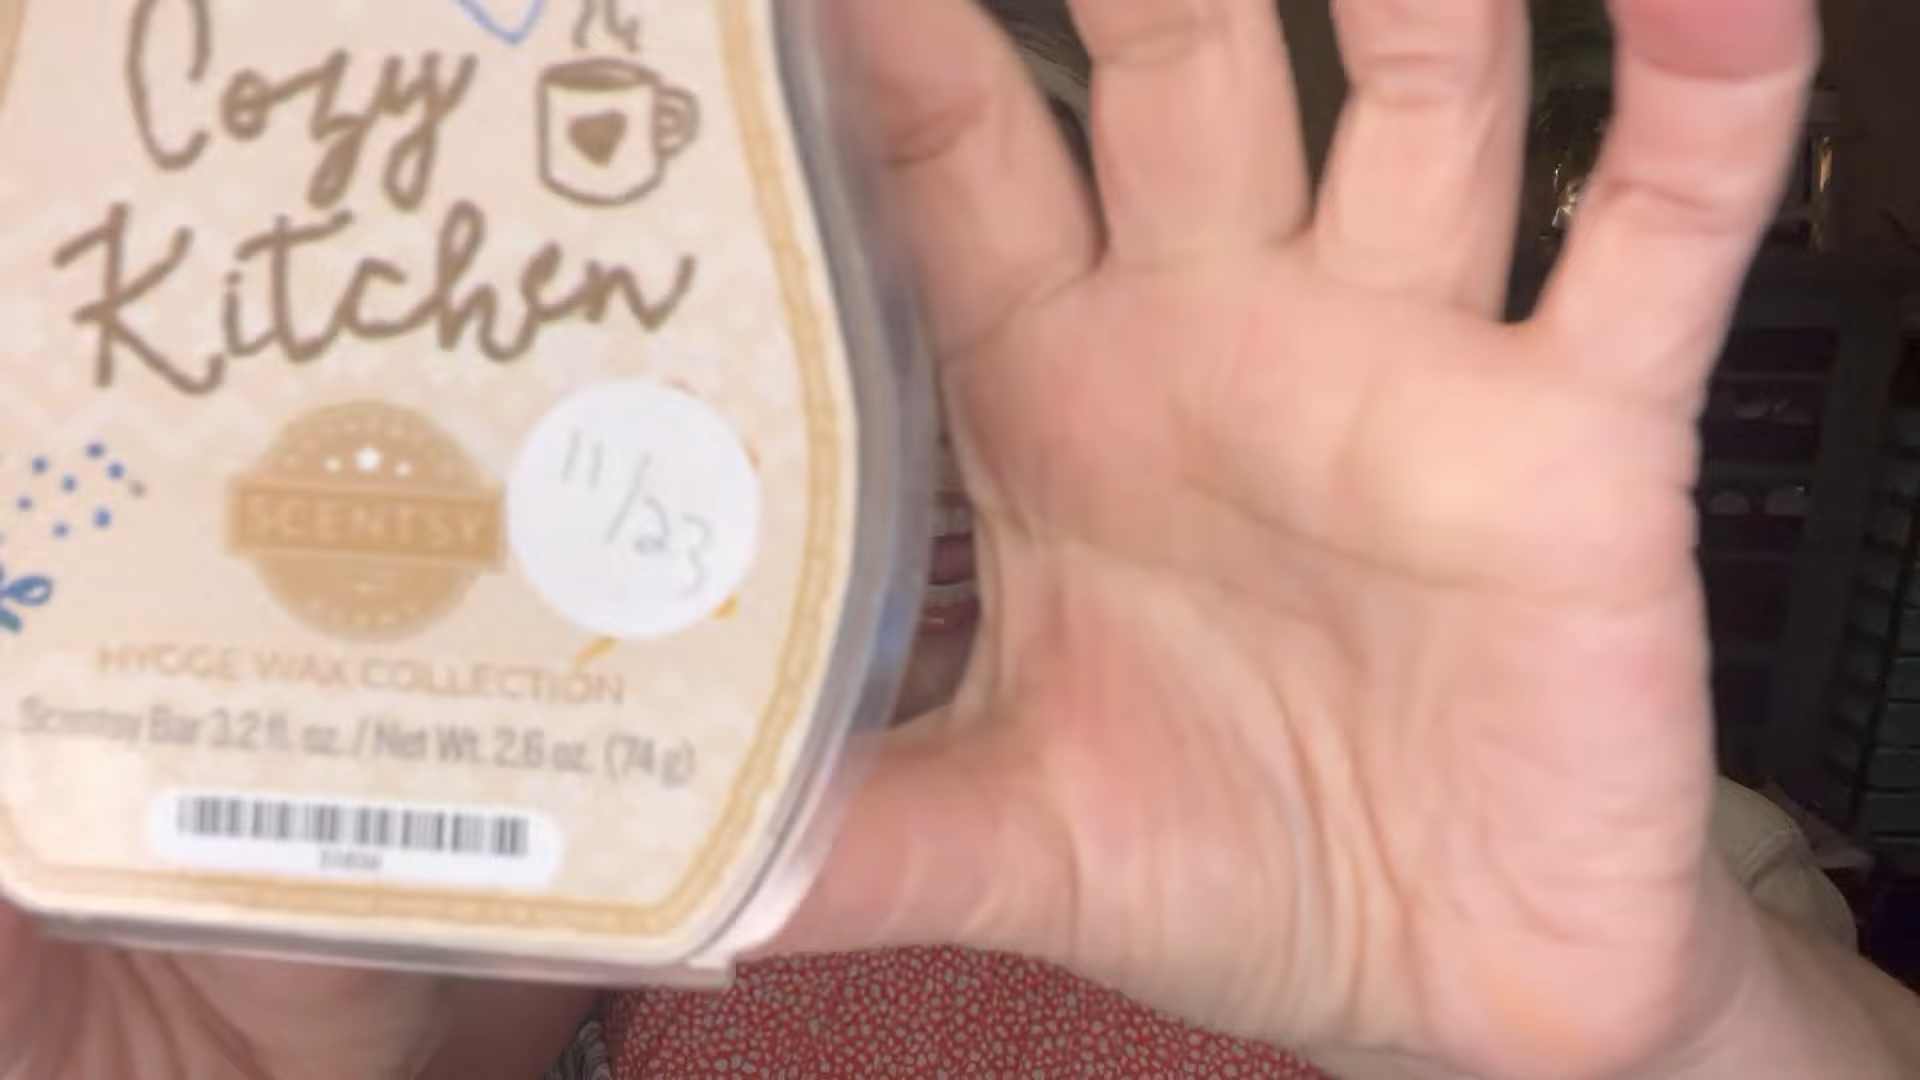 Cozy
Kitchen
SCENTSY
11/23
HYGGE WAX COLLECTION
Scentsy Bar 3.2 fl. oz. / Net Wt. 2.6 oz. (74 g)